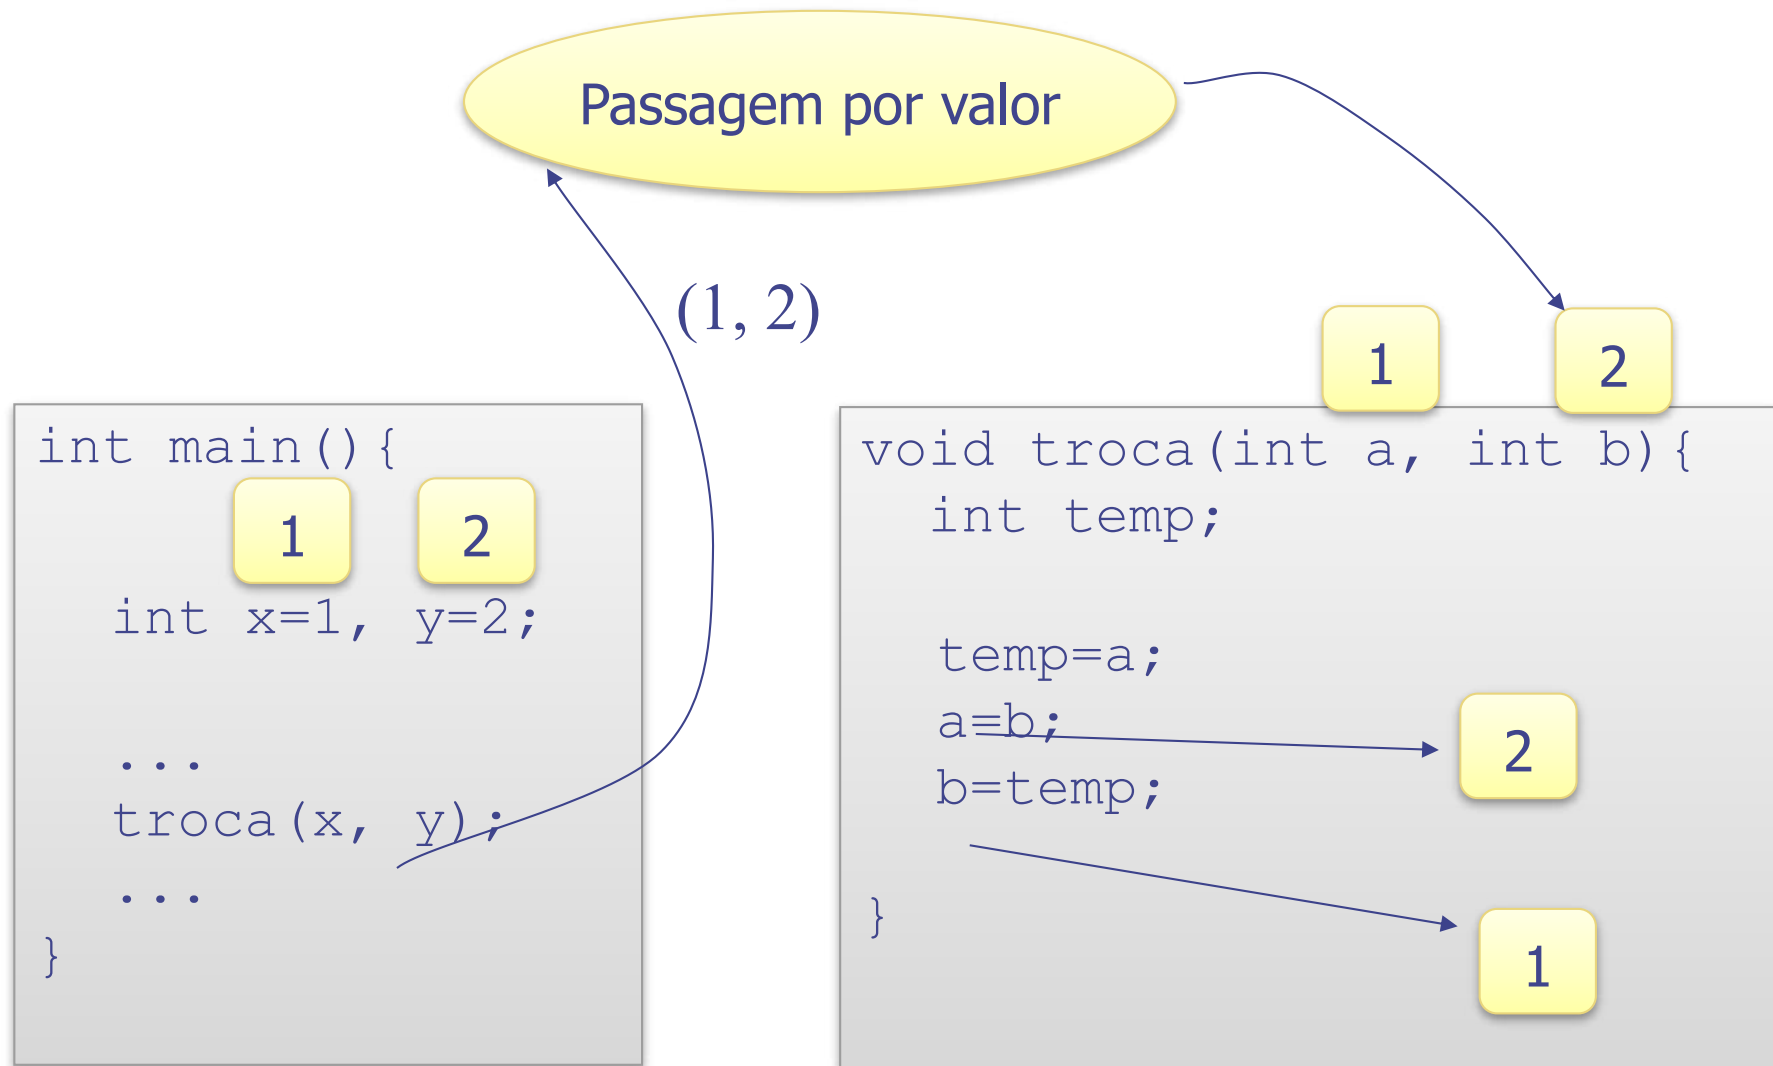 Passagem por valor
(1, 2)
int main(){
1 2
int x=1, y=2;
...
troca(x, y);
...
}
1 2
void troca(int a, int b){
int temp;
temp=a;
a=b;
2
b=temp;
}
1